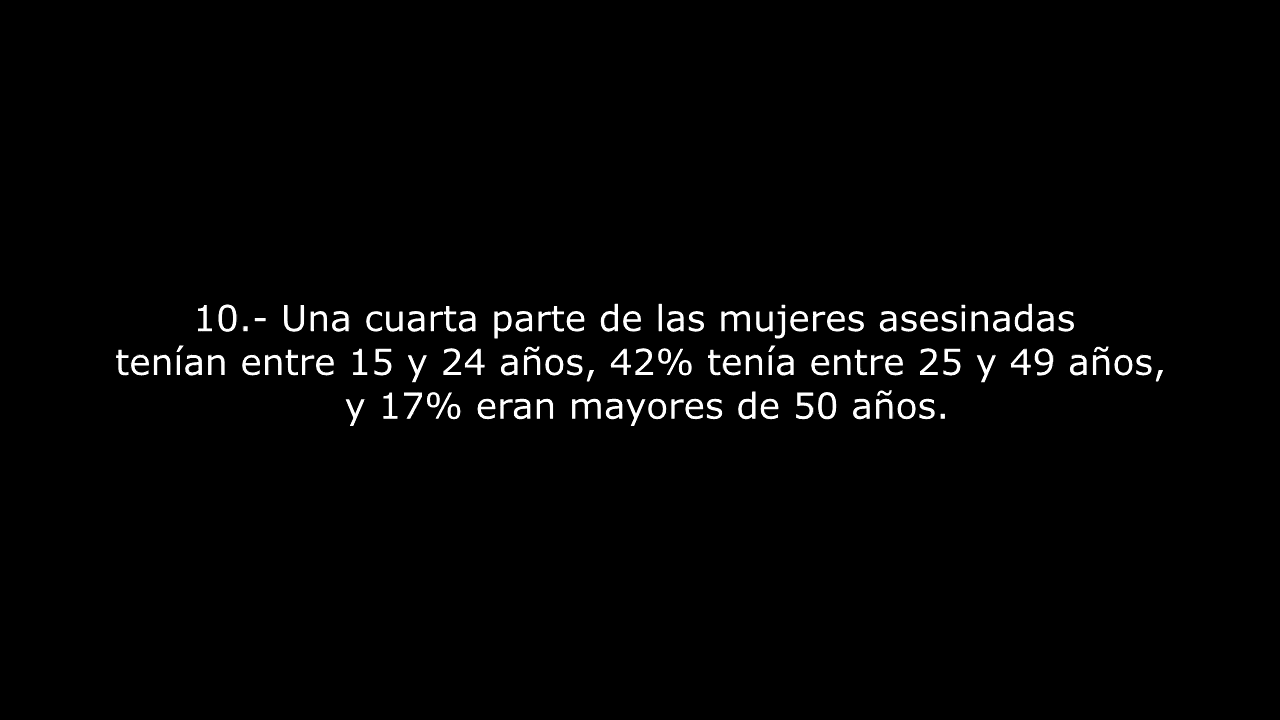 10.- Una cuarta parte de las mujeres asesinadas
tenían entre 15 y 24 años, 42% tenía entre 25 y 49 años,
y 17% eran mayores de 50 años.